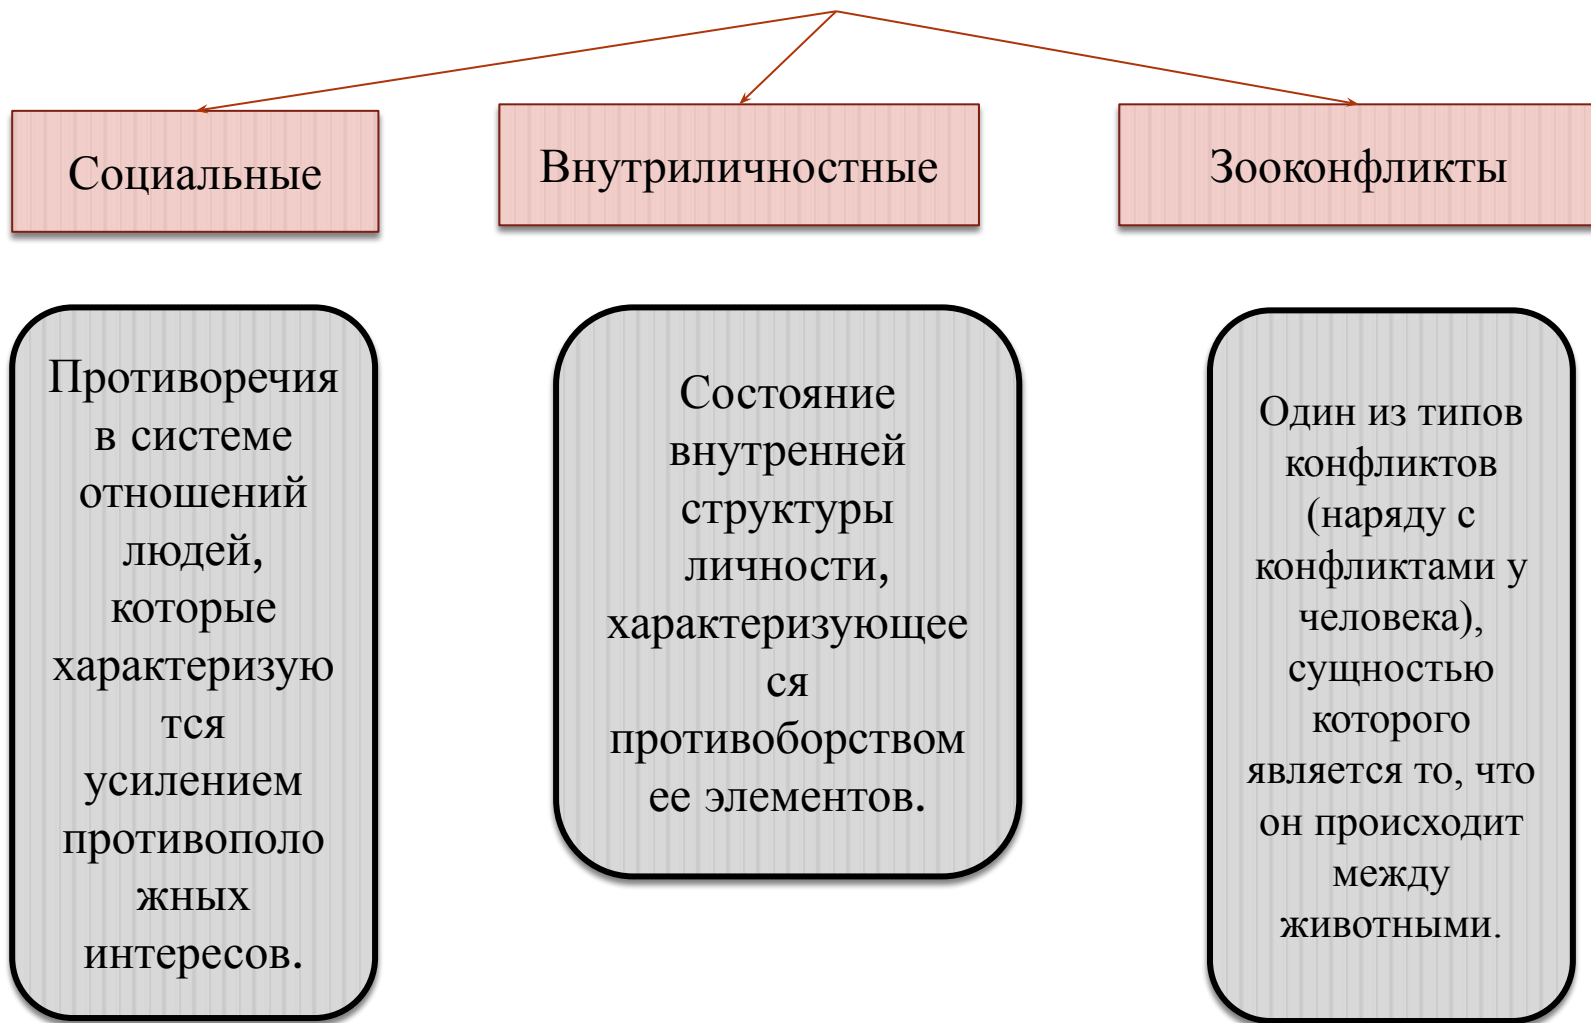 Социальные
Внутриличностные
Зооконфликты
Противоречия
в системе
отношений
людей,
которые
характеризую
тся
усилением
противополо
жных
интересов.
Состояние
внутренней
структуры
личности,
характеризующее
ся
противоборством
ее элементов.
Один из типов
конфликтов
(наряду с
конфликтами у
человека),
сущностью
которого
является то, что
он происходит
между
животными.